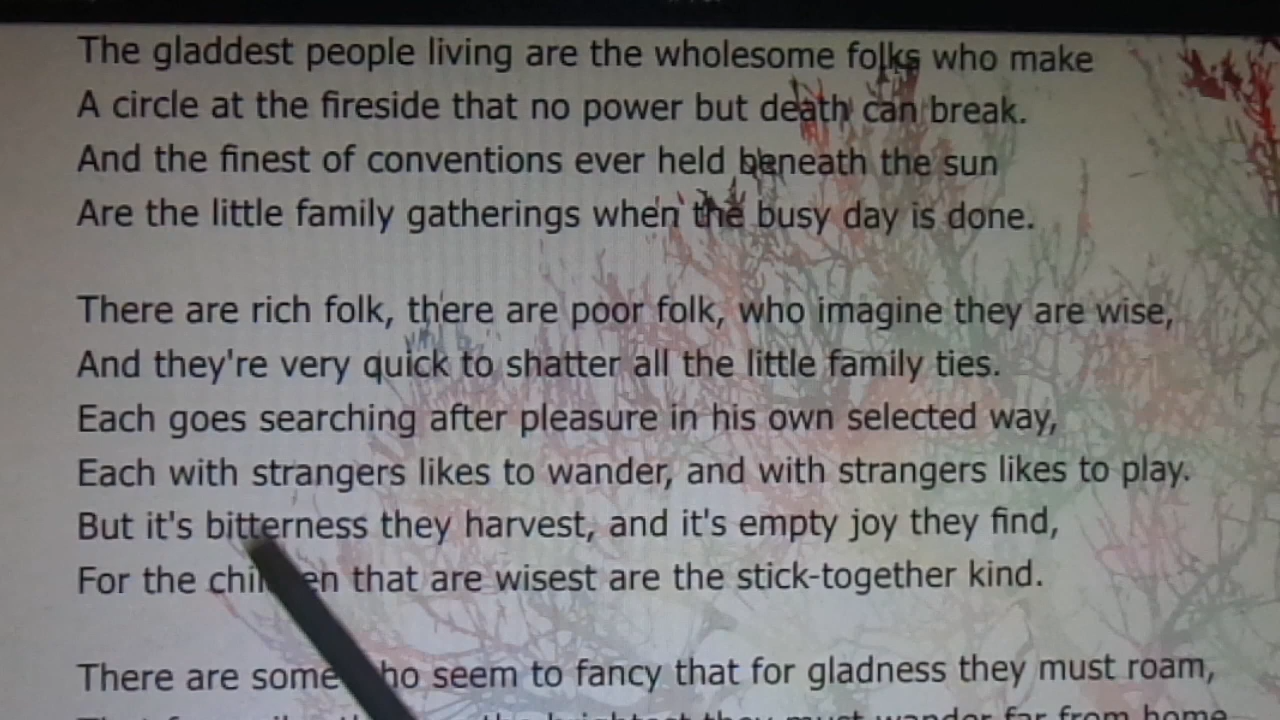 The gladdest people living are the wholesome folks who make
A circle at the fireside that no power but death can break.
And the finest of conventions ever held beneath the sun
Are the little family gatherings when the busy day is done.
There are rich folk, there are poor folk, who imagine they are wise,
And they're very quick to shatter all the little family ties.
Each goes searching after pleasure in his own selected way,
Each with strangers likes to wander, and with strangers likes to play.
But it's bitterness they harvest, and it's empty joy they find,
For the that are wisest are the stick-together kind.
There are some seem to fancy that for gladness they must roam,
they must wander far from home